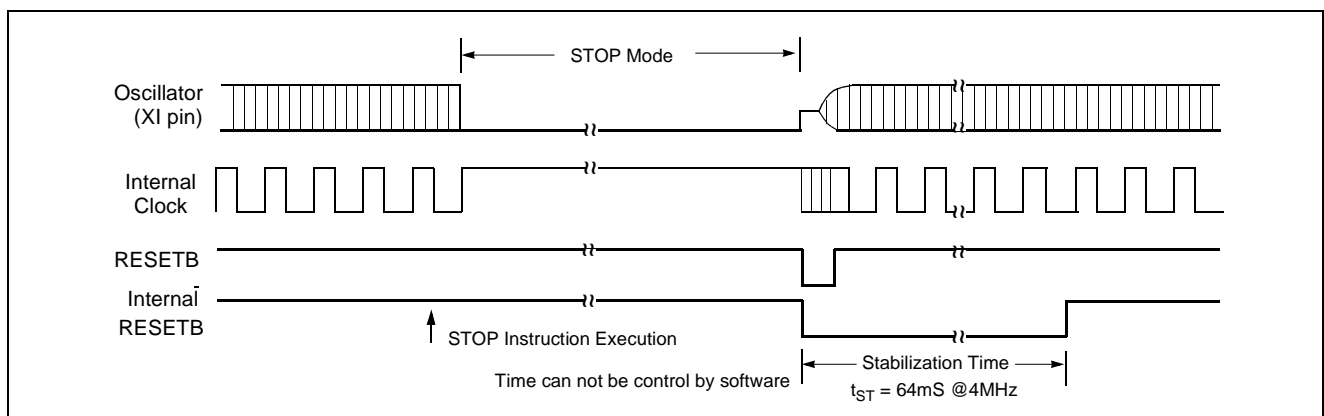 STOP Mode
Oscillator
(XI pin)
Internal
Clock
RESETB
Internal
RESETB
STOP Instruction Execution
Time can not be control by software
Stabilization Time
tST = 64mS @4MHz